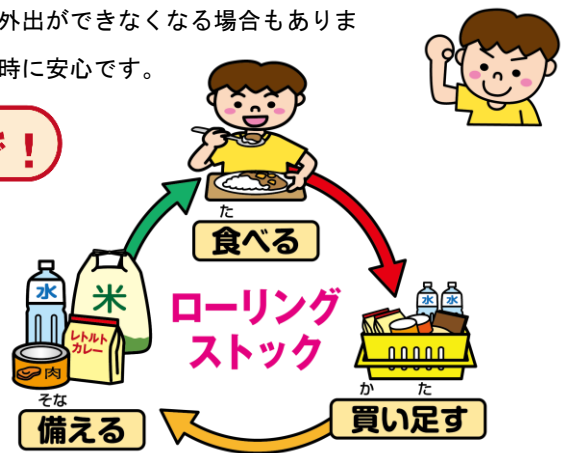 外出ができなくなる場合もありま
時に安心です。
！
た
食べる
ローリング
ストック
水
米
レトルト
カレー
肉
水 水
そな
備える
か た
買い足す